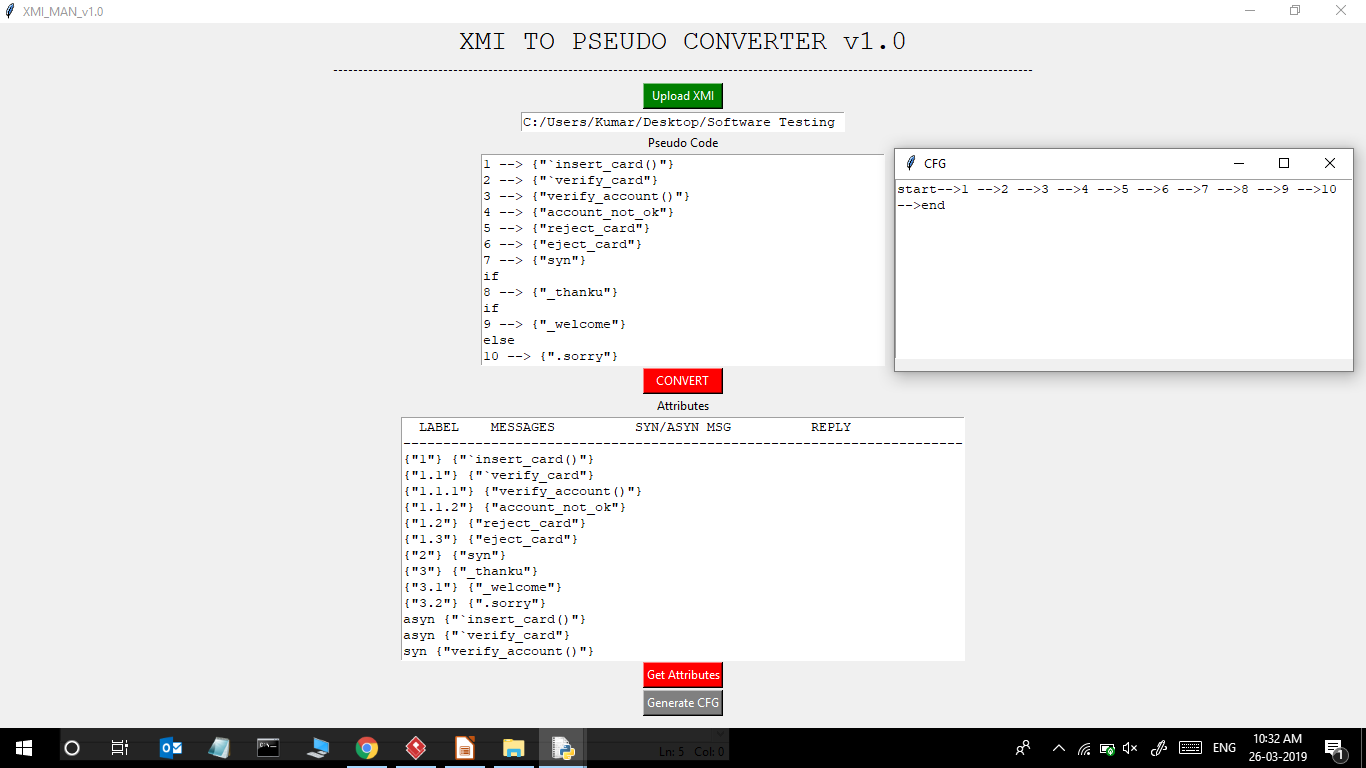 XMI_MAN_v1.0
XMI TO PSEUDO CONVERTER v1.0
--------------------------------------------------------------------------------------------------------------------------------------------
Upload XMI
C:/Users/Kumar/Desktop/Software Testing
Pseudo Code
1 --> {"`insert_card()"}
2 --> {"`verify_card"}
3 --> {"verify_account()"}
4 --> {"account_not_ok"}
5 --> {"reject_card"}
6 --> {"eject_card"}
7 --> {"syn"}
if
8 --> {"_thanku"}
if
9 --> {"_welcome"}
else
10 --> {".sorry"}
CFG
start-->1 -->2 -->3 -->4 -->5 -->6 -->7 -->8 -->9 -->10
-->end
CONVERT
Attributes
LABEL    MESSAGES          SYN/ASYN MSG          REPLY
----------------------------------------------------------------------
{"1"} {"`insert_card()"}
{"1.1"} {"`verify_card"}
{"1.1.1"} {"verify_account()"}
{"1.1.2"} {"account_not_ok"}
{"1.2"} {"reject_card"}
{"1.3"} {"eject_card"}
{"2"} {"syn"}
{"3"} {"_thanku"}
{"3.1"} {"_welcome"}
{"3.2"} {".sorry"}
asyn {"`insert_card()"}
asyn {"`verify_card"}
syn {"verify_account()"}
Get Attributes
Generate CFG
Ln: 5 Col: 0
ENG
10:32 AM
26-03-2019
1